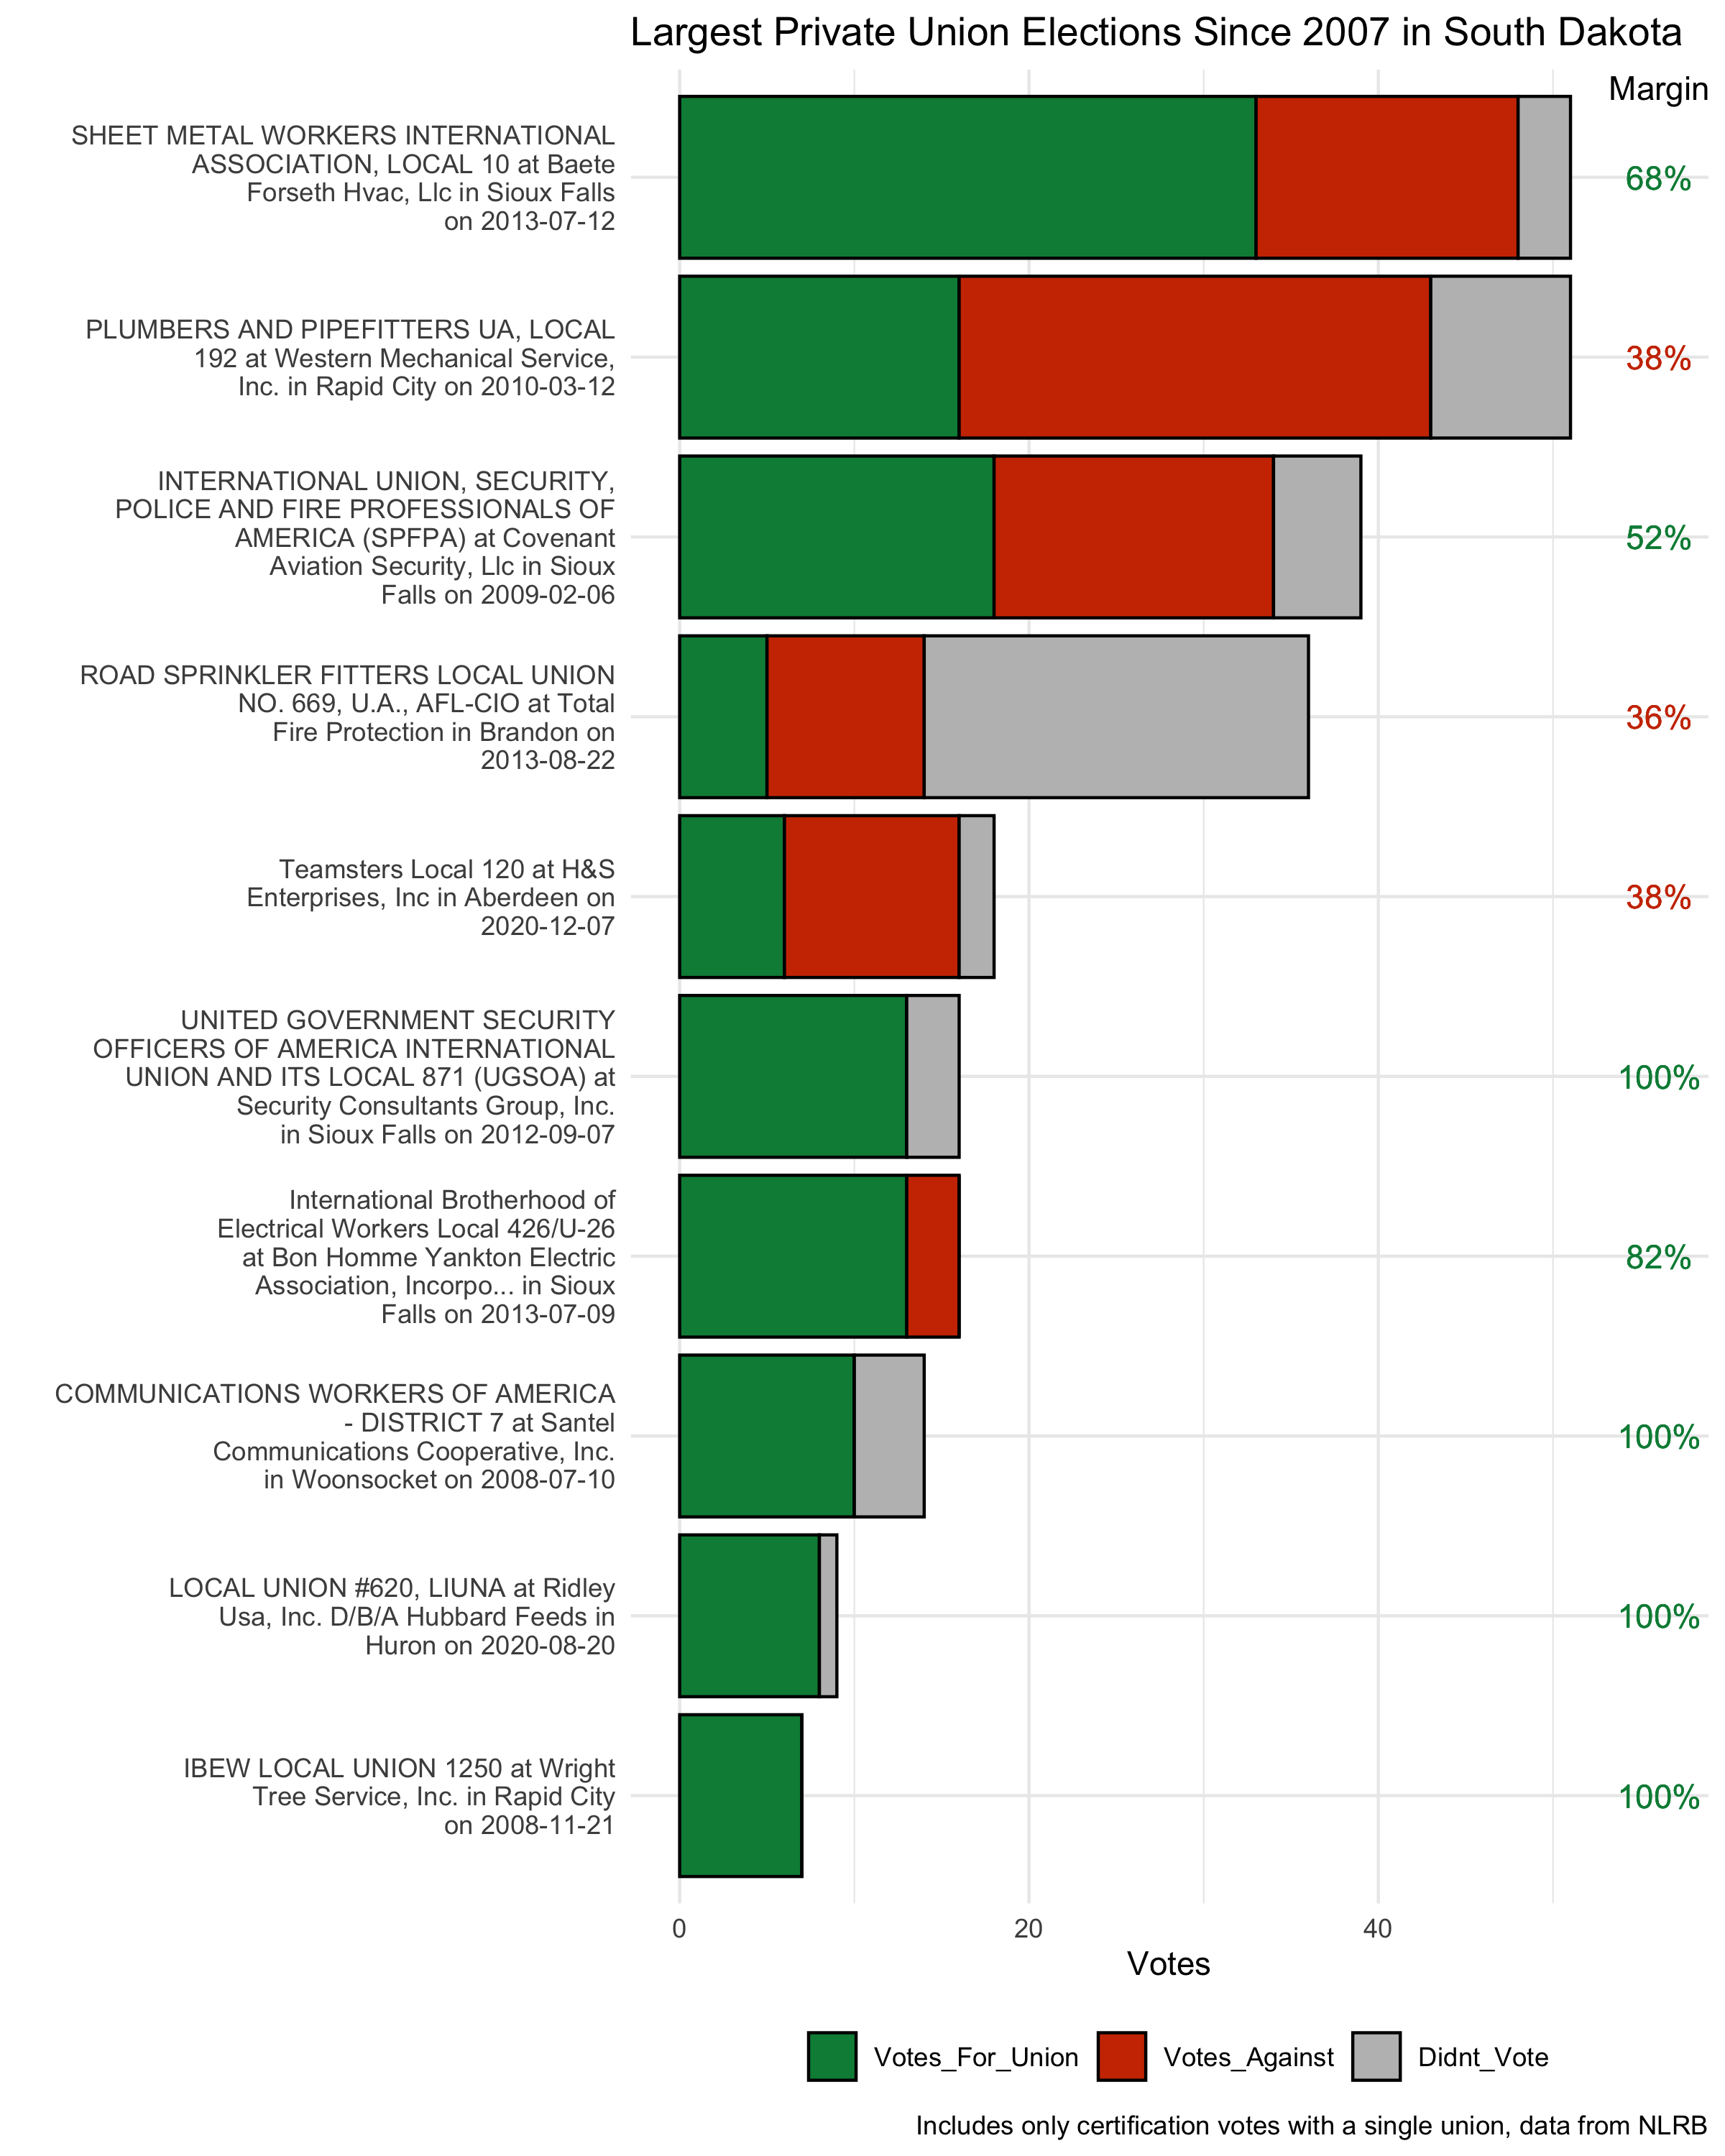 Largest Private Union Elections Since 2007 in South Dakota
Margin
SHEET METAL WORKERS INTERNATIONAL
ASSOCIATION, LOCAL 10 at Baete
Forseth Hvac, Llc in Sioux Falls
on 2013-07-12
68%
PLUMBERS AND PIPEFITTERS UA, LOCAL
192 at Western Mechanical Service,
Inc. in Rapid City on 2010-03-12
38%
INTERNATIONAL UNION, SECURITY,
POLICE AND FIRE PROFESSIONALS OF
AMERICA (SPFPA) at Covenant
Aviation Security, Llc in Sioux
Falls on 2009-02-06
52%
ROAD SPRINKLER FITTERS LOCAL UNION
NO. 669, U.A., AFL-CIO at Total
Fire Protection in Brandon on
2013-08-22
36%
Teamsters Local 120 at H&S
Enterprises, Inc in Aberdeen on
2020-12-07
38%
UNITED GOVERNMENT SECURITY
OFFICERS OF AMERICA INTERNATIONAL
UNION AND ITS LOCAL 871 (UGSOA) at
Security Consultants Group, Inc.
in Sioux Falls on 2012-09-07
100%
International Brotherhood of
Electrical Workers Local 426/U-26
at Bon Homme Yankton Electric
Association, Incorpo... in Sioux
Falls on 2013-07-09
82%
COMMUNICATIONS WORKERS OF AMERICA
- DISTRICT 7 at Santel
Communications Cooperative, Inc.
in Woonsocket on 2008-07-10
100%
LOCAL UNION #620, LIUNA at Ridley
Usa, Inc. D/B/A Hubbard Feeds in
Huron on 2020-08-20
100%
IBEW LOCAL UNION 1250 at Wright
Tree Service, Inc. in Rapid City
on 2008-11-21
100%
0 20 40
Votes
Votes_For_Union Votes_Against Didnt_Vote
Includes only certification votes with a single union, data from NLRB